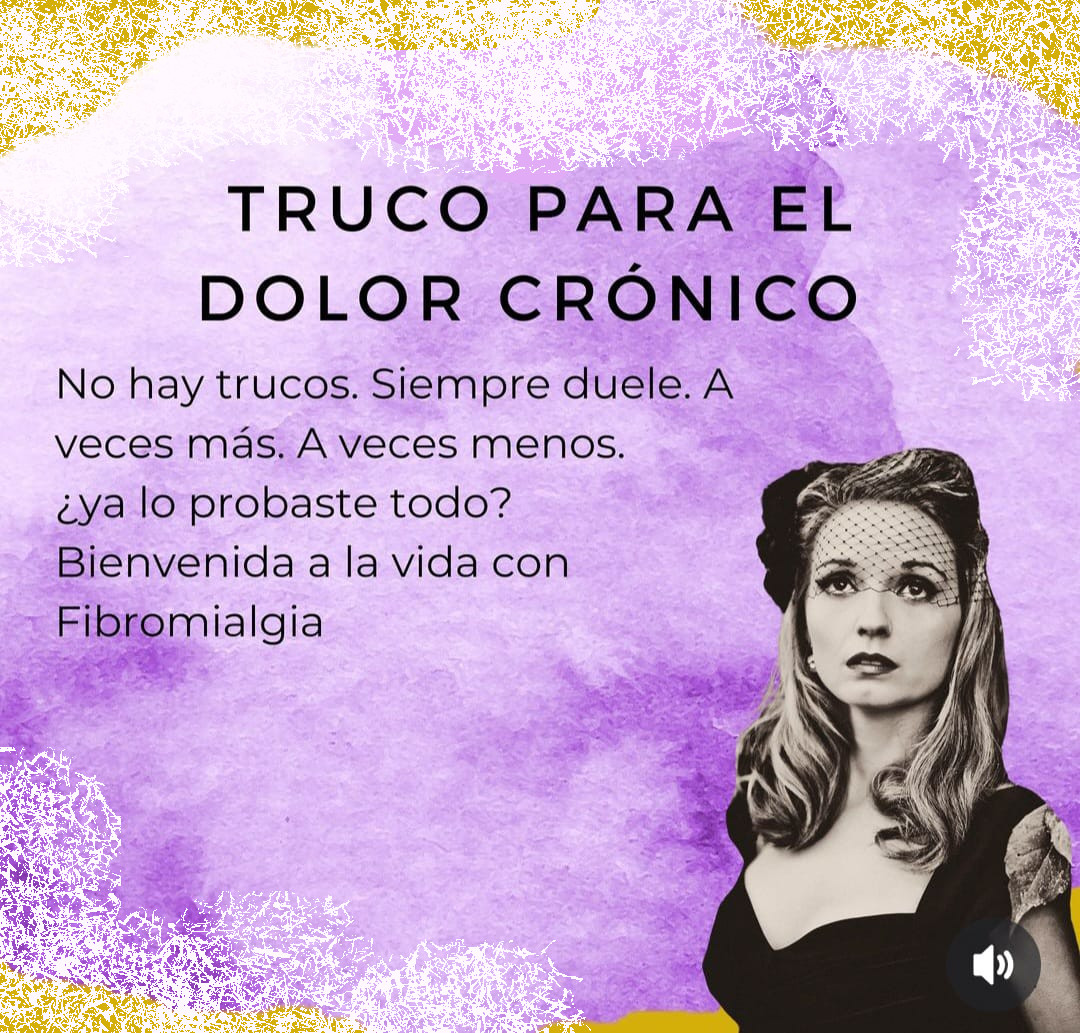 TRUCO PARA EL
DOLOR CRÓNICO
No hay trucos. Siempre duele. A
veces más. A veces menos.
¿ya lo probaste todo?
Bienvenida a la vida con
Fibromialgia